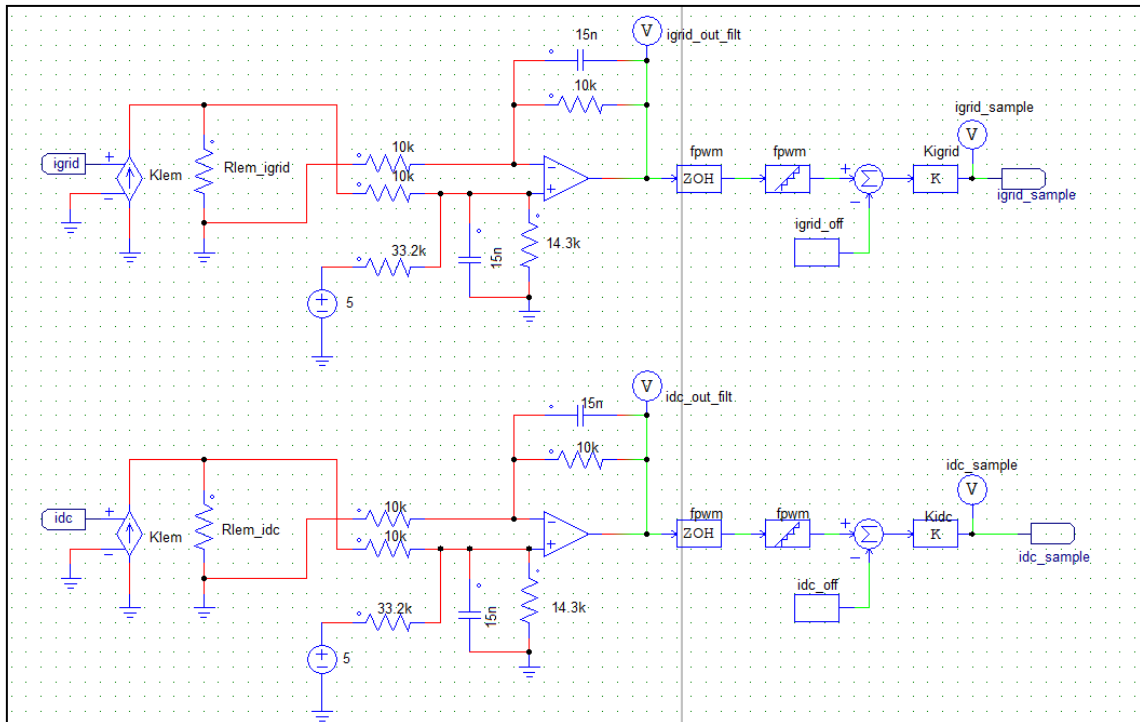 15n
V
igrid_out_filt
10k
igrid_sample
V
igrid
+
−
Klem
Rlem_igrid
10k
10k
−
+
fpwm
ZOH
fpwm
+
Σ
−
Kigrid
K
igrid_sample
igrid_off
33.2k
15n
14.3k
+
−
5
V
idc_out_filt
15n
10k
idc_sample
V
idc
+
−
Klem
Rlem_idc
10k
10k
−
+
fpwm
ZOH
fpwm
+
Σ
−
Kidc
K
idc_sample
idc_off
33.2k
15n
14.3k
+
−
5